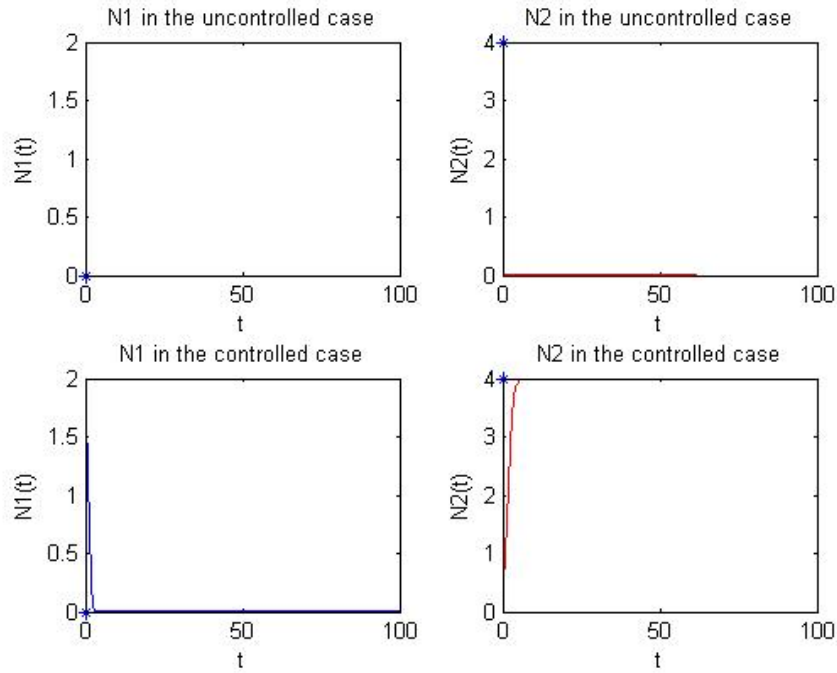 N1 in the uncontrolled case
2
1.5
1
0.5
0
N1(t)
0
50
100
t
N2 in the uncontrolled case
4
3
2
1
0
N2(t)
0
50
100
t
N1 in the controlled case
2
1.5
1
0.5
0
N1(t)
0
50
100
t
N2 in the controlled case
4
3
2
1
0
N2(t)
0
50
100
t